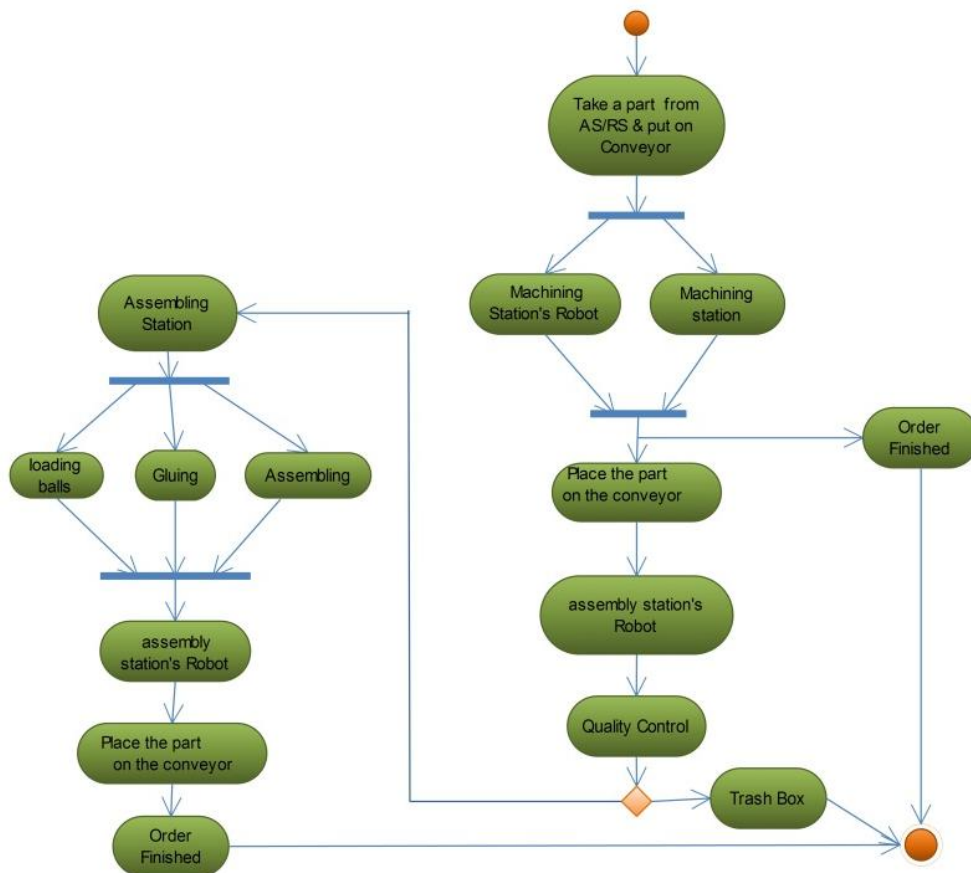 Take a part from
AS/RS & put on
Conveyor
Machining
Station's Robot
Machining
station
Assembling
Station
Order
Finished
loading
balls
Gluing
Assembling
Place the part
on the conveyor
assembly station's
Robot
assembly
station's Robot
Quality Control
Place the part
on the conveyor
Trash Box
Order
Finished